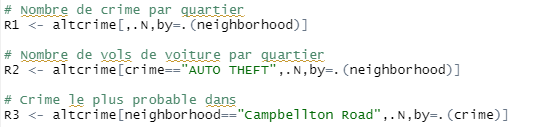 # Nombre de crime par quartier
R1 <- altcrime[,.N,by=.(neighborhood)]
# Nombre de vols de voiture par quartier
R2 <- altcrime[crime=="AUTO THEFT",.N,by=.(neighborhood)]
# Crime le plus probable dans
R3 <- altcrime[neighborhood=="Campbellton Road",.N,by=.(crime)]